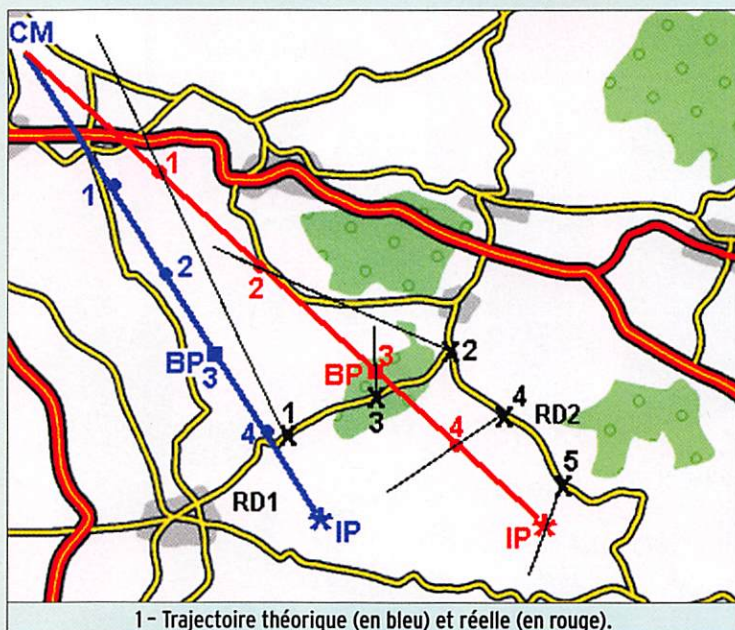 CM
1
1
2
2
BP
3
BP
3
4
1
2
3
4
4
RD2
5
RD1
IP
IP
1 - Trajectoire théorique (en bleu) et réelle (en rouge).